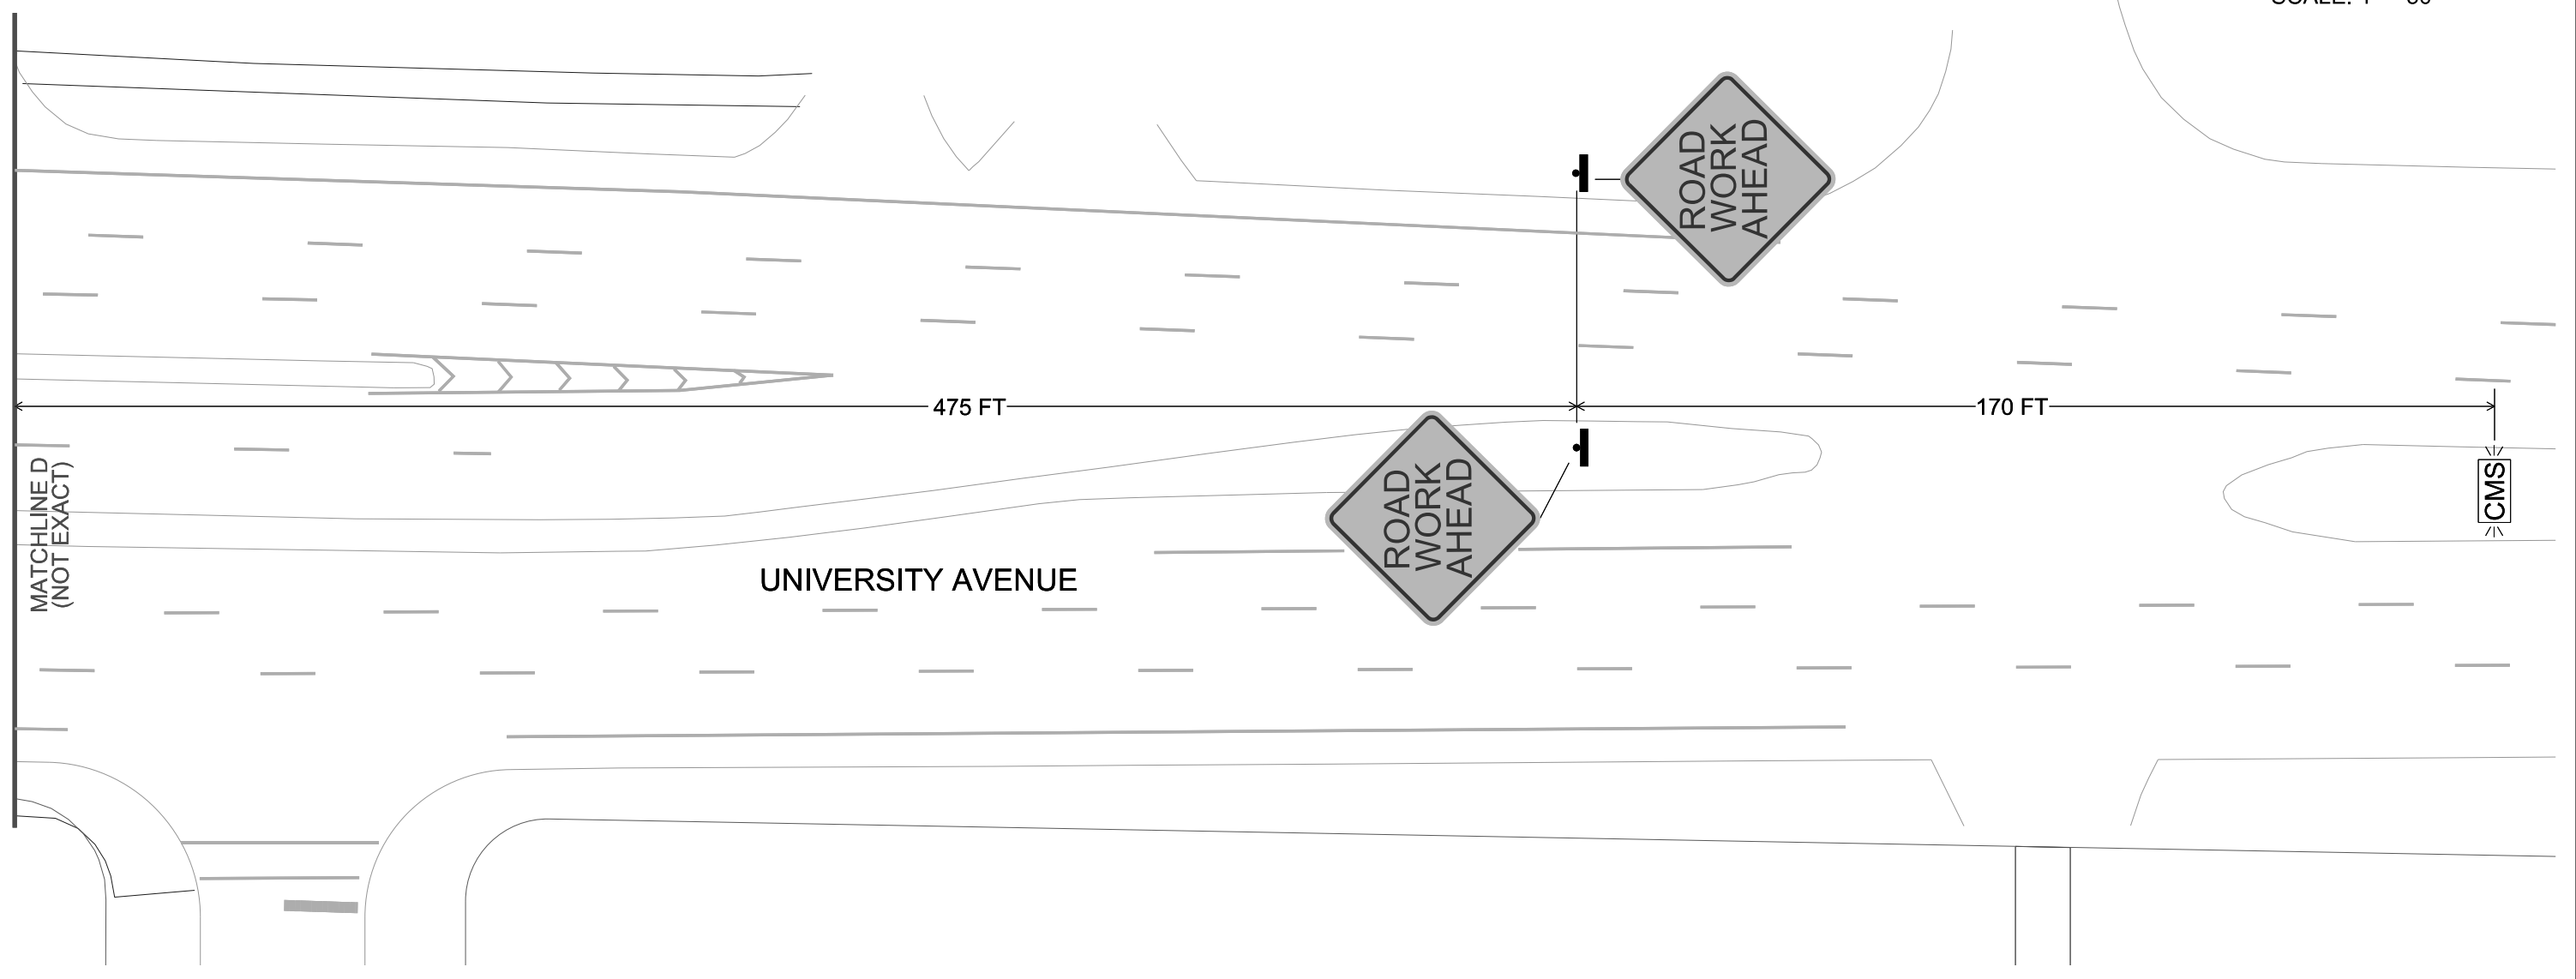 ROAD
WORK
AHEAD
475 FT
170 FT
MATCHLINE D
(NOT EXACT)
ROAD
WORK
AHEAD
CMS
UNIVERSITY AVENUE